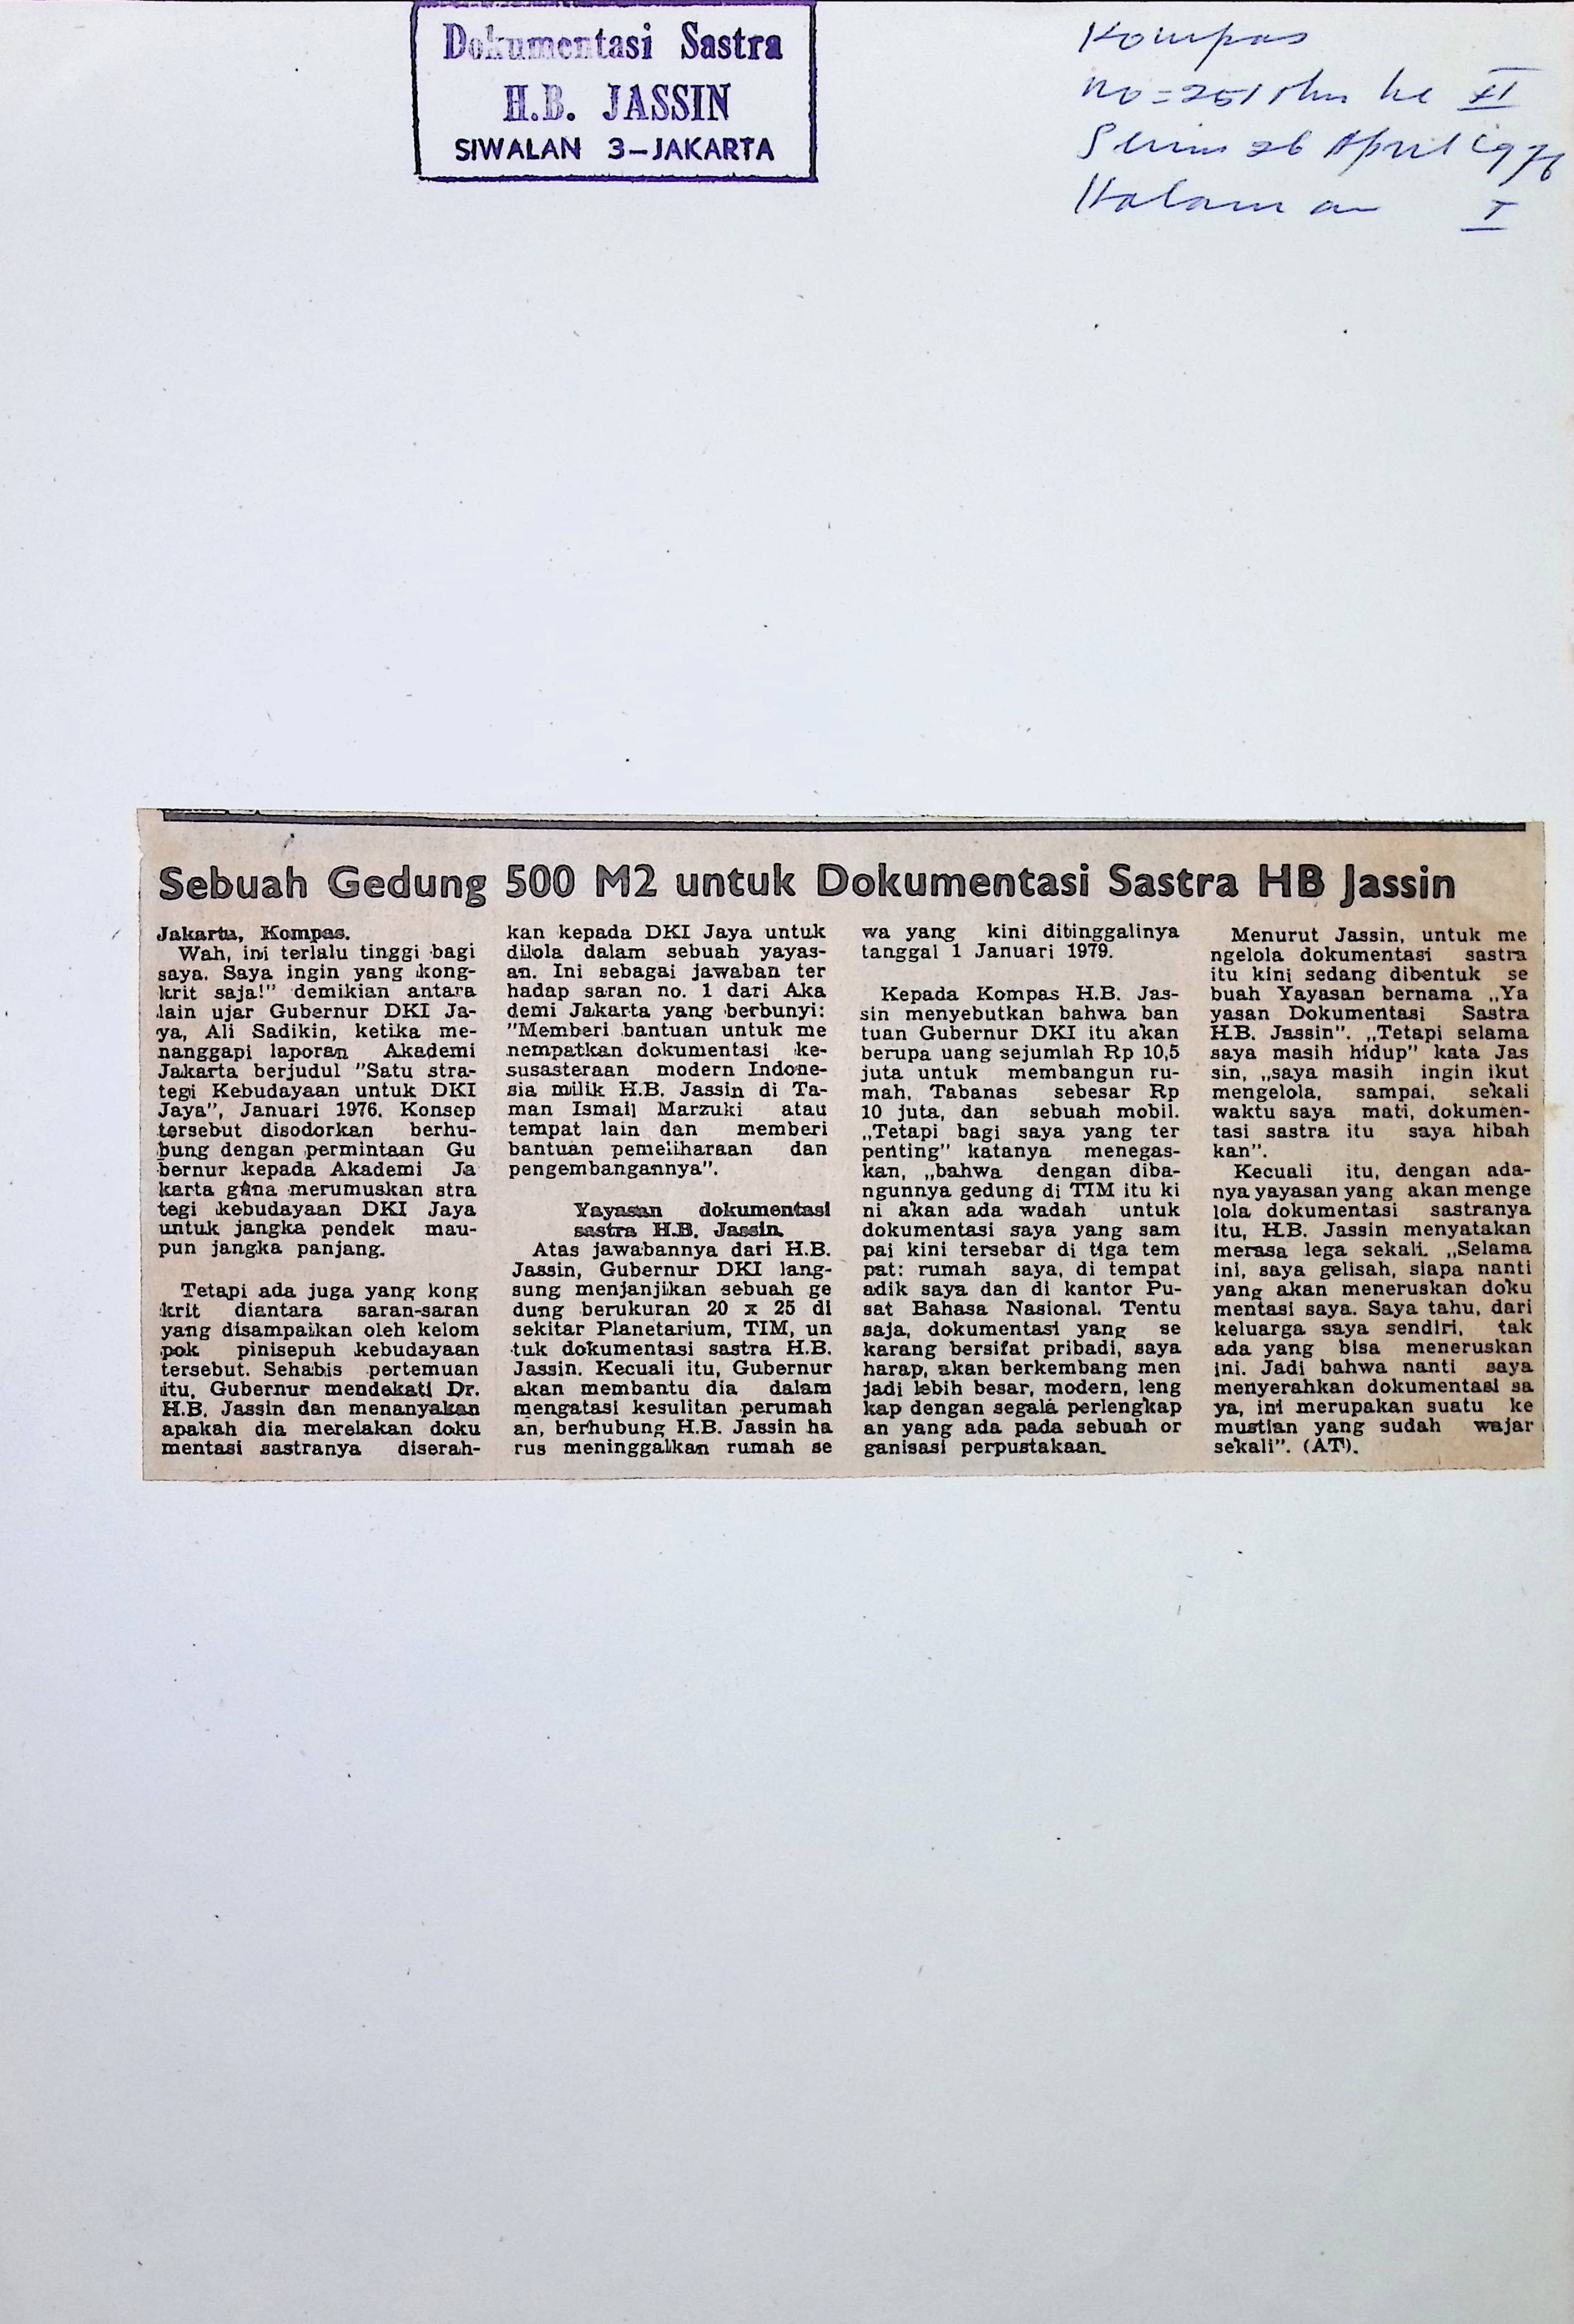 Dokumentasi Sastra
H.B. JASSIN
SIWALAN 3-JAKARTA
Kompas
no = 251 thn ke XI
Senin 26 April 1976
Halaman I
Sebuah Gedung 500 M2 untuk Dokumentasi Sastra HB Jassin
Jakarta, Kompas.
Wah, ini terlalu tinggi bagi
saya. Saya ingin yang kong-
krit saja!" demikian antara
lain ujar Gubernur DKI Ja-
ya, Ali Sadikin, ketika me-
nanggapi laporan Akademi
Jakarta berjudul "Satu stra-
tegi Kebudayaan untuk DKI
Jaya", Januari 1976. Konsep
tersebut disodorkan berhu-
bung dengan permintaan Gu
bernur kepada Akademi Ja
karta guna merumuskan stra
tegi kebudayaan DKI Jaya
untuk jangka pendek mau-
pun jangka panjang.
Tetapi ada juga yang kong
krit diantara saran-saran
yang disampaikan oleh kelom
pok pinisepuh kebudayaan
tersebut. Sehabis pertemuan
itu, Gubernur mendekati Dr.
H.B. Jassin dan menanyakan
apakah dia merelakan doku
mentasi sastranya diserah-
kan kepada DKI Jaya untuk
dilola dalam sebuah yayas-
an. Ini sebagai jawaban ter
hadap saran no. 1 dari Aka
demi Jakarta yang berbunyi:
"Memberi bantuan untuk me
nempatkan dokumentasi ke-
susasteraan modern Indone-
sia milik H.B. Jassin di Ta-
man Ismail Marzuki atau
tempat lain dan memberi
bantuan pemeliharaan dan
pengembangannya".
Yayasan dokumentasi
sastra H.B. Jassin.
Atas jawabannya dari H.B.
Jassin, Gubernur DKI lang-
sung menjanjikan sebuah ge
dung berukuran 20 x 25 di
sekitar Planetarium, TIM, un
tuk dokumentasi sastra H.B.
Jassin. Kecuali itu, Gubernur
akan membantu dia dalam
mengatasi kesulitan perumah
an, berhubung H.B. Jassin ha
rus meninggalkan rumah se
wa yang kini ditinggalinya
tanggal 1 Januari 1979.
Kepada Kompas H.B. Jas-
sin menyebutkan bahwa ban
tuan Gubernur DKI itu akan
berupa uang sejumlah Rp 10,5
juta untuk membangun ru-
mah, Tabanas sebesar Rp
10 juta, dan sebuah mobil.
„Tetapi bagi saya yang ter
penting" katanya menegas-
kan, „bahwa dengan diba-
ngunnya gedung di TIM itu ki
ni akan ada wadah untuk
dokumentasi saya yang sam
pai kini tersebar di tiga tem
pat: rumah saya, di tempat
adik saya dan di kantor Pu-
sat Bahasa Nasional. Tentu
saja, dokumentasi yang se
karang bersifat pribadi, saya
harap, akan berkembang men
jadi lebih besar, modern, leng
kap dengan segala perlengkap
an yang ada pada sebuah or
ganisasi perpustakaan.
Menurut Jassin, untuk me
ngelola dokumentasi sastra
itu kini sedang dibentuk se
buah Yayasan bernama „Ya
yasan Dokumentasi Sastra
H.B. Jassin". „Tetapi selama
saya masih hidup" kata Jas
sin, „saya masih ingin ikut
mengelola, sampai, sekali
waktu saya mati, dokumen-
tasi sastra itu saya hibah
kan".
Kecuali itu, dengan ada-
nya yayasan yang akan menge
lola dokumentasi sastranya
itu, H.B. Jassin menyatakan
merasa lega sekali. „Selama
ini, saya gelisah, siapa nanti
yang akan meneruskan doku
mentasi saya. Saya tahu, dari
keluarga saya sendiri, tak
ada yang bisa meneruskan
ini. Jadi bahwa nanti saya
menyerahkan dokumentasi sa
ya, ini merupakan suatu ke
mustian yang sudah wajar
sekali". (AT).